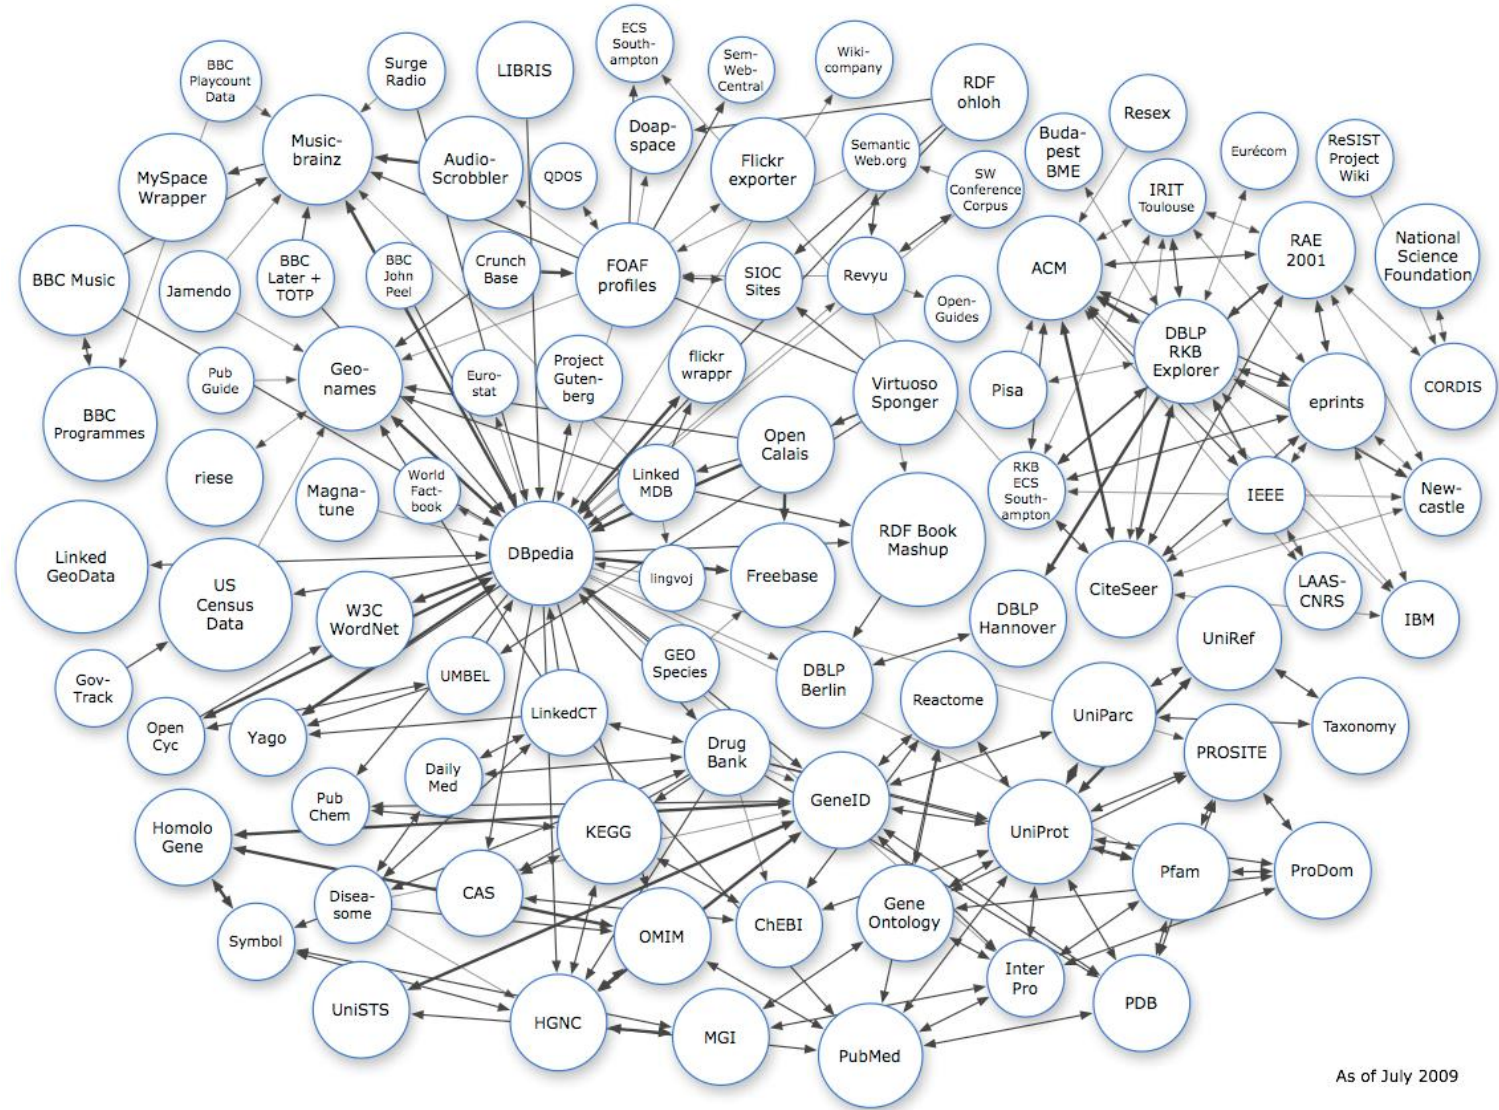 ECS
South-
ampton
BBC
Playcount
Data
Surge
Radio
LIBRIS
Sem-
Web-
Central
Wiki-
company
RDF
ohloh
Resex
Music-
brainz
Doap-
space
Semantic
Web.org
Buda-
pest
BME
Eurécom
ReSIST
Project
Wiki
MySpace
Wrapper
Audio-
Scrobbler
QDOS
Flickr
exporter
SW
Conference
Corpus
IRIT
Toulouse
BBC Music
Jamendo
BBC
Later +
TOTP
BBC
John
Peel
Crunch
Base
FOAF
profiles
SIOC
Sites
Revyu
Open-
Guides
ACM
RAE
2001
National
Science
Foundation
DBLP
RKB
Explorer
Pub
Guide
Geo-
names
Euro-
stat
Project
Guten-
berg
flickr
wrappr
Virtuoso
Sponger
Pisa
eprints
CORDIS
BBC
Programmes
riese
Magna-
tune
World
Fact-
book
Linked
MDB
Open
Calais
RKB
ECS
South-
ampton
IEEE
New-
castle
Linked
GeoData
US
Census
Data
W3C
WordNet
DBpedia
lingvoj
Freebase
RDF Book
Mashup
DBLP
Hannover
CiteSeer
LAAS-
CNRS
IBM
UniRef
Gov-
Track
Open
Cyc
Yago
UMBEL
LinkedCT
GEO
Species
DBLP
Berlin
Reactome
UniParc
Taxonomy
PROSITE
Drug
Bank
Daily
Med
Pub
Chem
Homolo
Gene
KEGG
GeneID
UniProt
Pfam
ProDom
Disea-
some
CAS
Symbol
OMIM
ChEBI
Gene
Ontology
Inter
Pro
PDB
UniSTS
HGNC
MGI
PubMed
As of July 2009